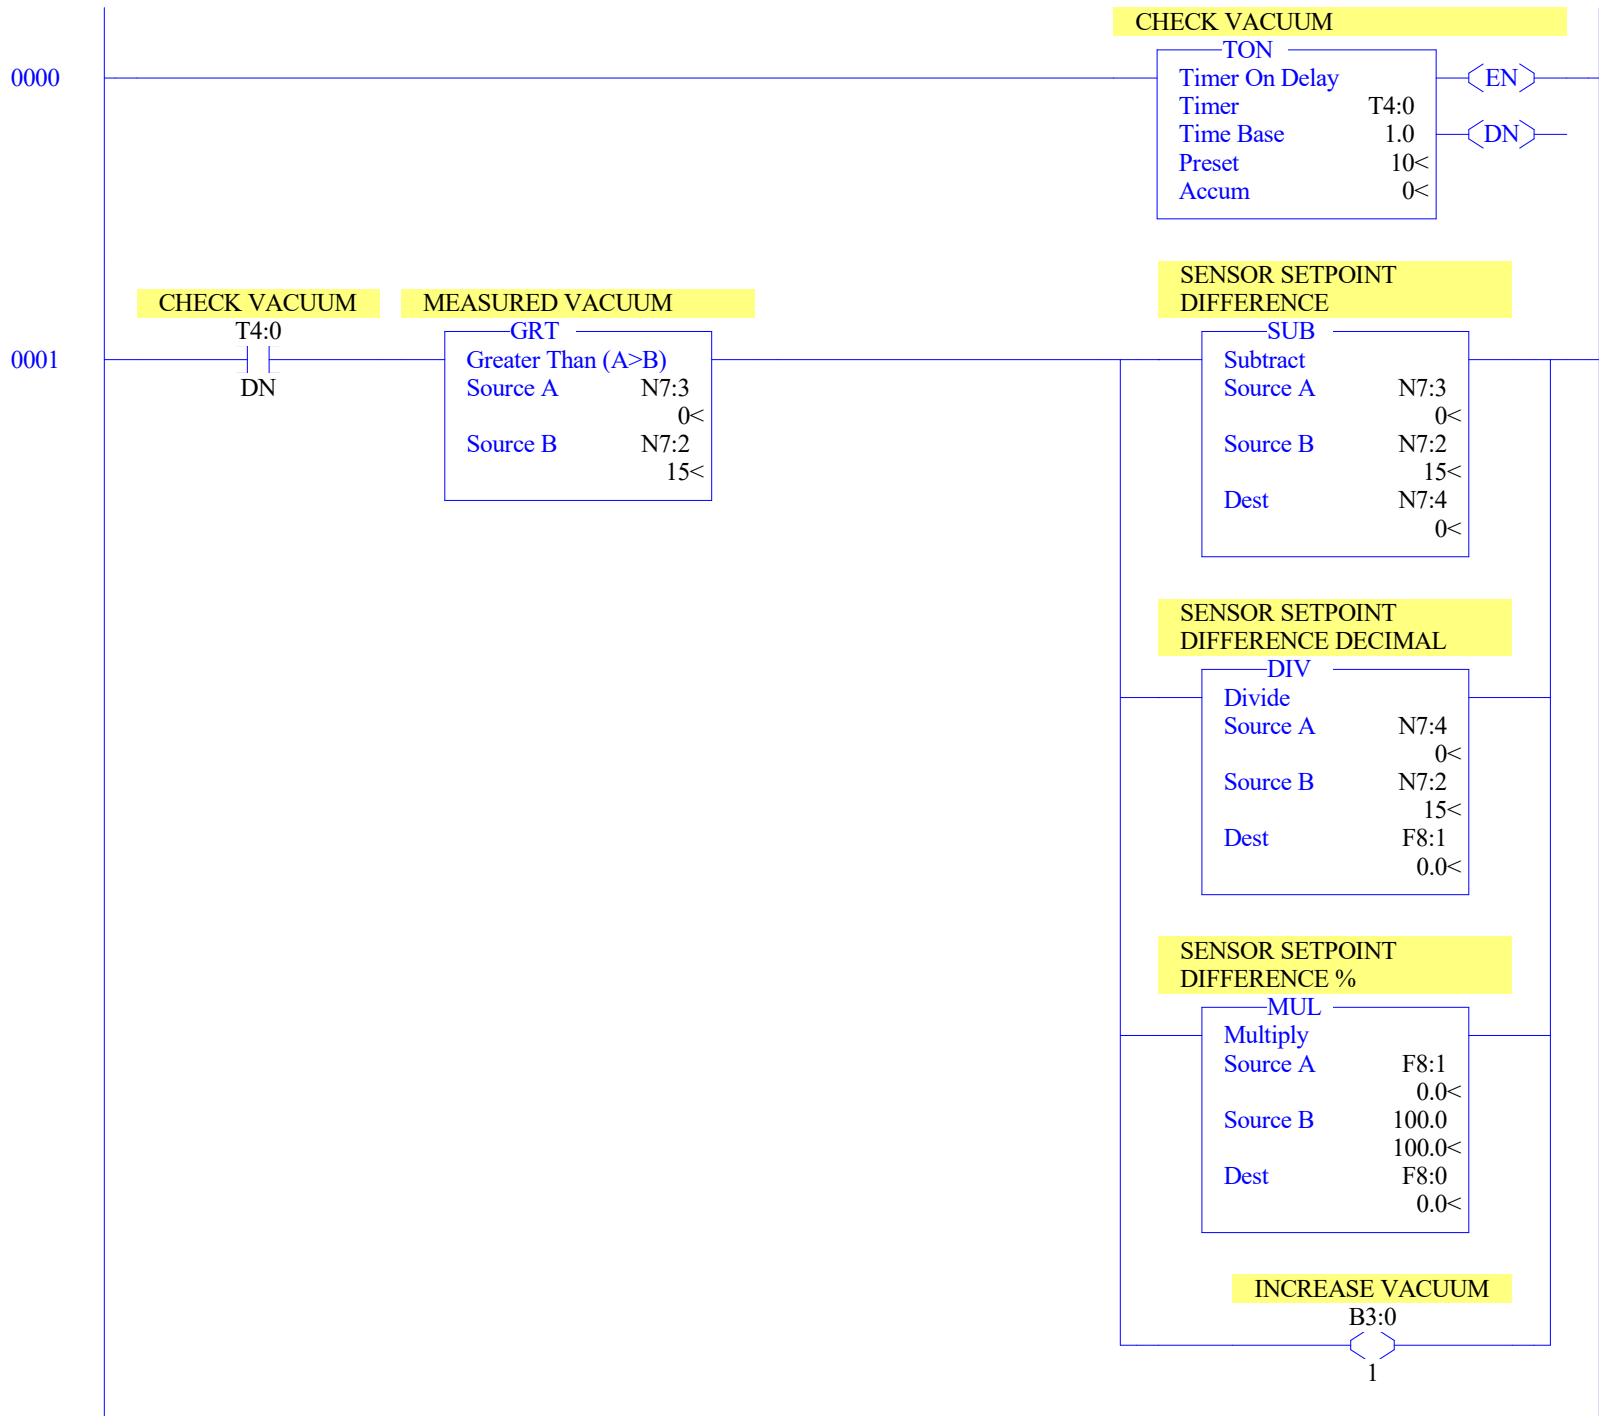 CHECK VACUUM
TON
0000
Timer On Delay
EN
Timer T4:0
Time Base 1.0
DN
Preset 10<
Accum 0<
SENSOR SETPOINT
DIFFERENCE
CHECK VACUUM
MEASURED VACUUM
T4:0
GRT
SUB
0001
Greater Than (A>B)
Subtract
DN
Source A N7:3
0<
Source B N7:2
15<
Source A N7:3
0<
Source B N7:2
15<
Dest N7:4
0<
SENSOR SETPOINT
DIFFERENCE DECIMAL
DIV
Divide
Source A N7:4
0<
Source B N7:2
15<
Dest F8:1
0.0<
SENSOR SETPOINT
DIFFERENCE %
MUL
Multiply
Source A F8:1
0.0<
Source B 100.0
100.0<
Dest F8:0
0.0<
INCREASE VACUUM
B3:0
1